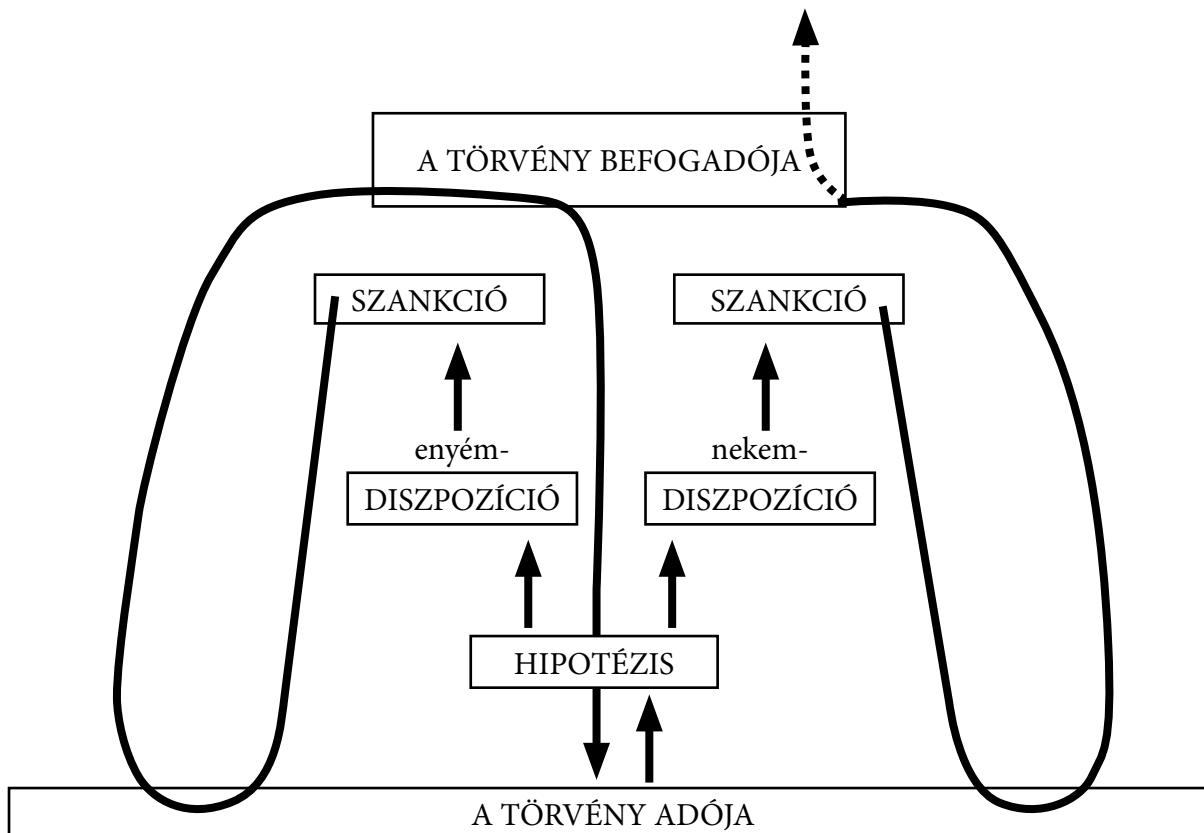 A TÖRVÉNY BEFOGADÓJA
SZANKCIÓ SZANKCIÓ
enyém- nekem-
DISZPOZÍCIÓ DISZPOZÍCIÓ
HIPOTÉZIS
A TÖRVÉNY ADÓJA